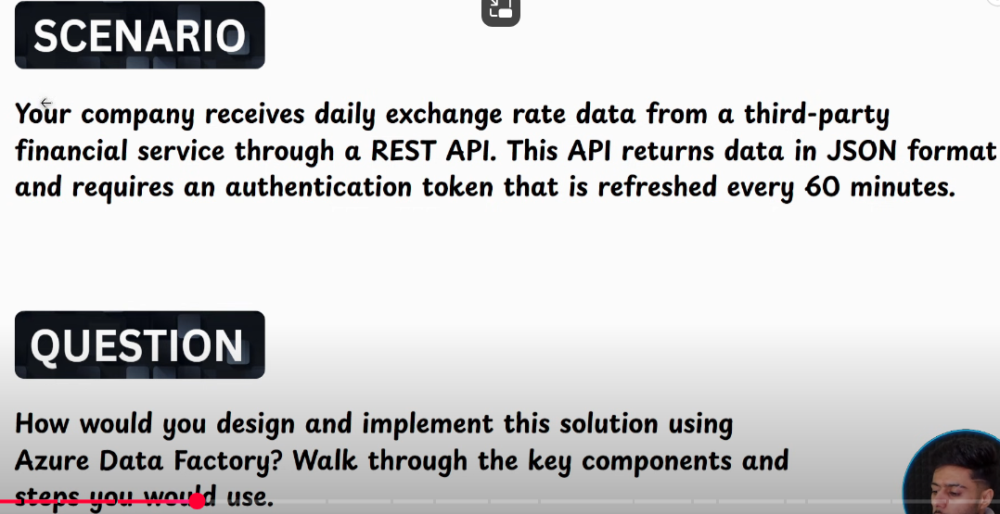 SCENARIO
Your company receives daily exchange rate data from a third-party
financial service through a REST API. This API returns data in JSON format
and requires an authentication token that is refreshed every 60 minutes.
QUESTION
How would you design and implement this solution using
Azure Data Factory? Walk through the key components and
steps you would use.